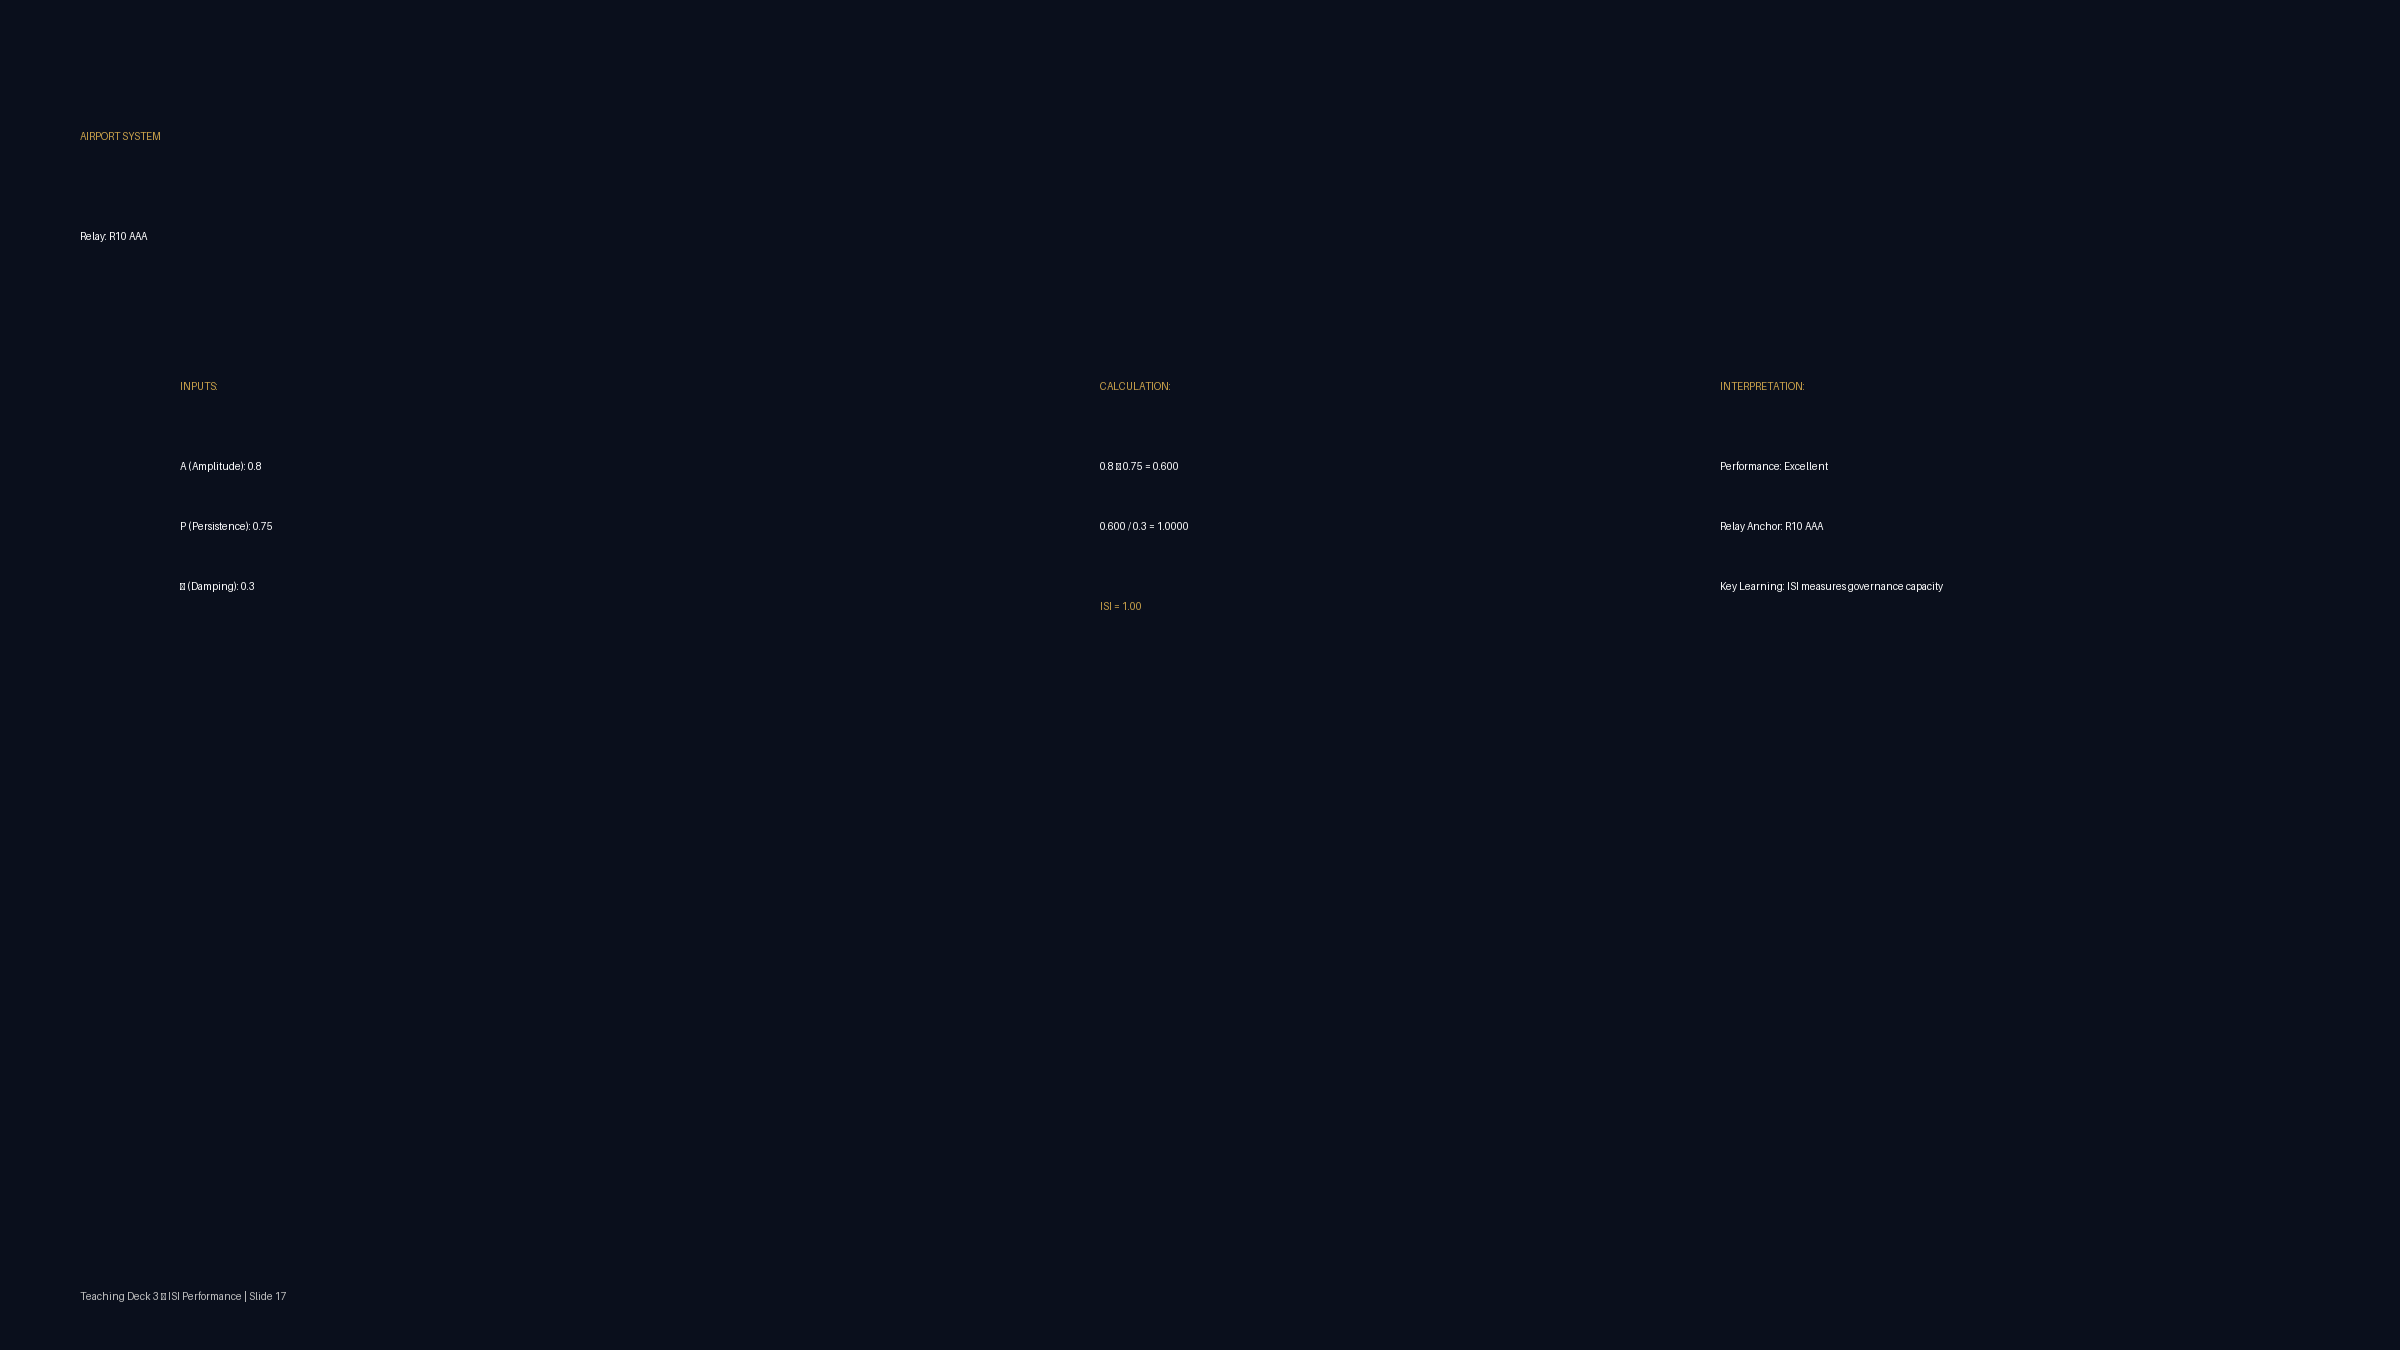 AIRPORT SYSTEM
Relay: R10 AAA
INPUTS:
A (Amplitude): 0.8
P (Persistence): 0.75
(Damping): 0.3
CALCULATION:
0.8 0.75 = 0.600
0.600 / 0.3 = 1.0000
ISI = 1.00
INTERPRETATION:
Performance: Excellent
Relay Anchor: R10 AAA
Key Learning: ISI measures governance capacity
Teaching Deck 3 ISI Performance | Slide 17